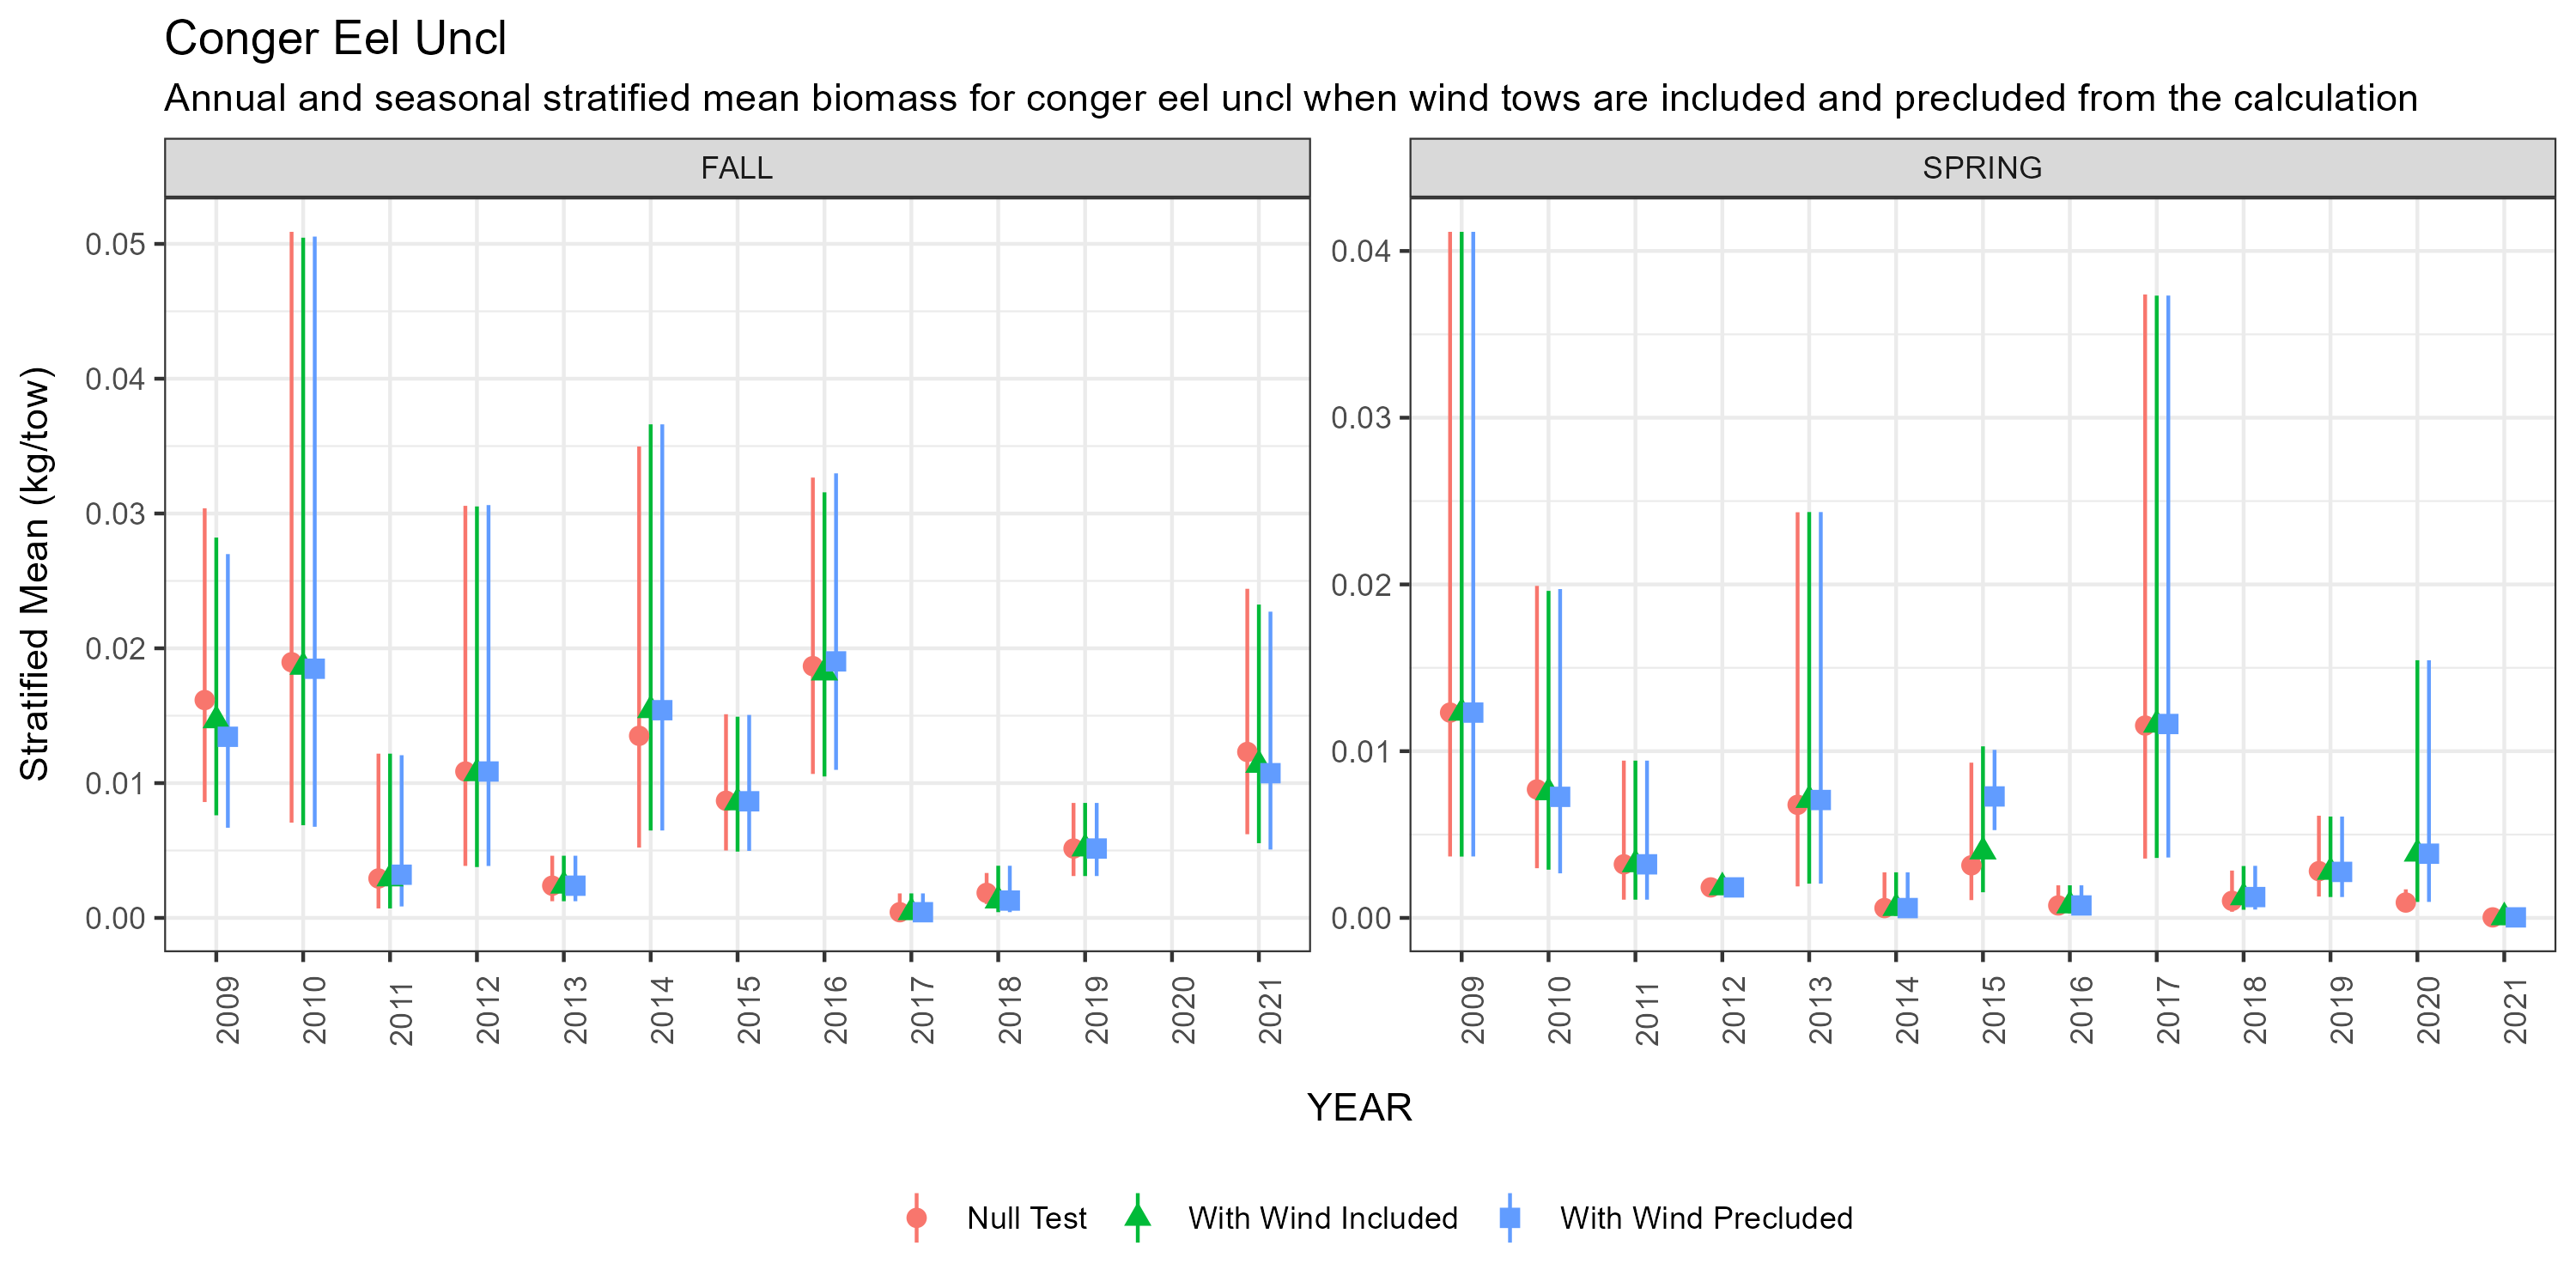 Conger Eel Uncl
Annual and seasonal stratified mean biomass for conger eel uncl when wind tows are included and precluded from the calculation
FALL
SPRING
Stratified Mean (kg/tow)
0.05
0.04
0.03
0.02
0.01
0.00
0.04
0.03
0.02
0.01
0.00
2009 2010 2011 2012 2013 2014 2015 2016 2017 2018 2019 2020 2021
2009 2010 2011 2012 2013 2014 2015 2016 2017 2018 2019 2020 2021
YEAR
Null Test With Wind Included With Wind Precluded